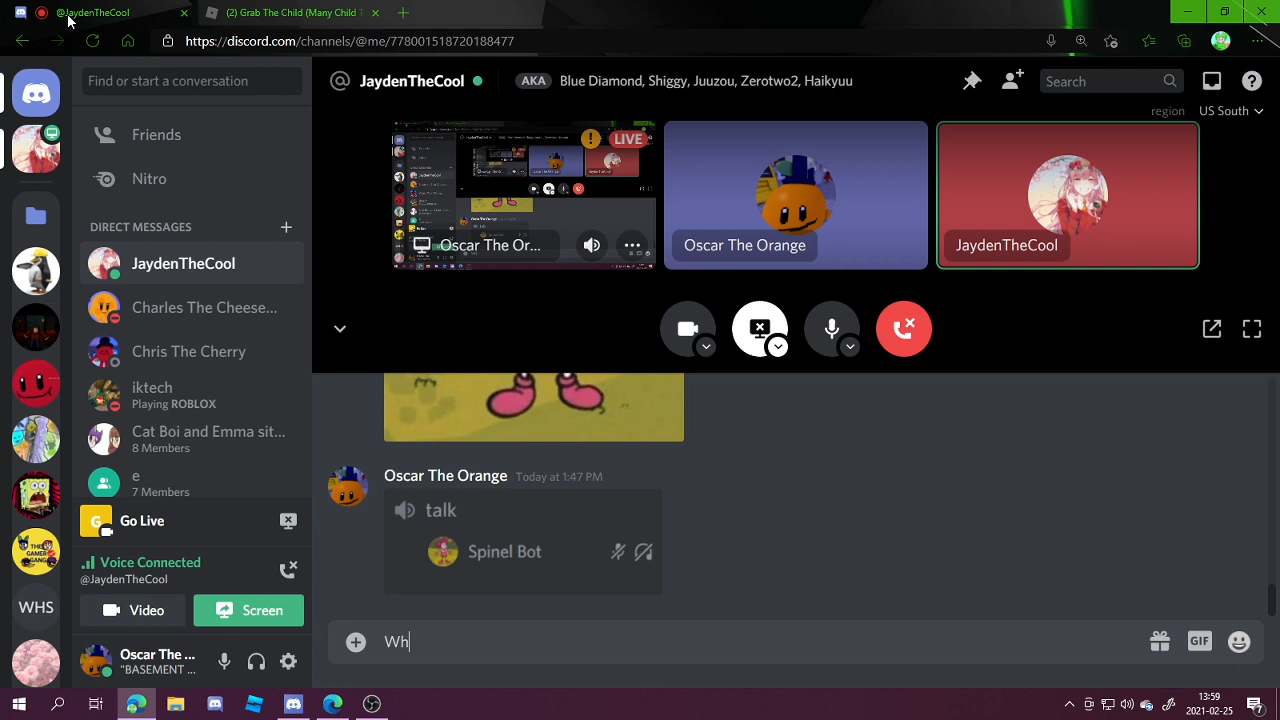 @JaydenTheCool
(2) Grab The Child (Many Child
https://discord.com/channels/@me/778001518720188477
Find or start a conversation
JaydenTheCool
AKA
Blue Diamond, Shiggy, Juuzou, Zerotwo2, Haikyuu
Search
region US South
Friends
Nitro
DIRECT MESSAGES
JaydenTheCool
Charles The Cheese...
Chris The Cherry
iktech
Playing ROBLOX
Cat Boi and Emma sit...
8 Members
e
7 Members
LIVE
Oscar The Or...
Oscar The Orange
JaydenTheCool
Oscar The Orange Today at 1:47 PM
talk
Spinel Bot
G
Go Live
Voice Connected
@JaydenTheCool
Video
Screen
THE GAMER GANG
WHS
Oscar The ...
"BASEMENT ...
Wh
GIF
13:59
2021-02-25